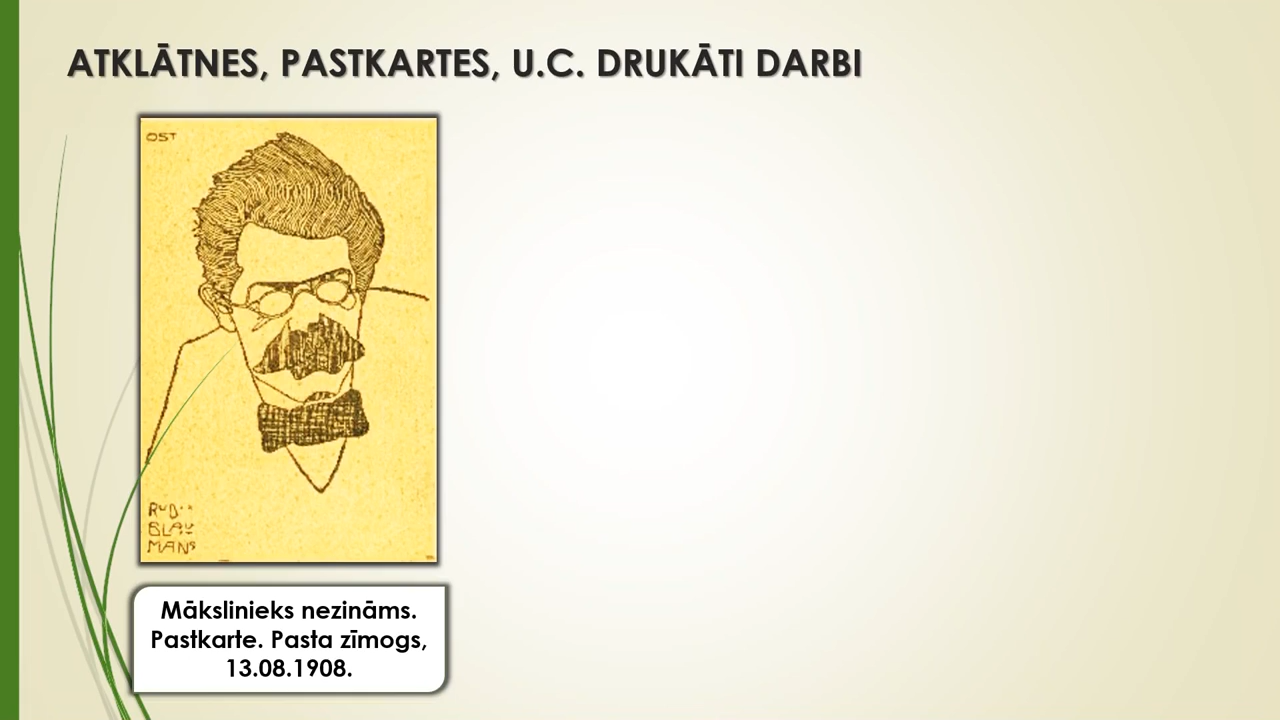 ATKLĀTNES, PASTKARTES, U.C. DRUKĀTI DARBI
OST
RUD.
BLAU
MANS
Mākslinieks nezināms.
Pastkarte. Pasta zīmogs,
13.08.1908.